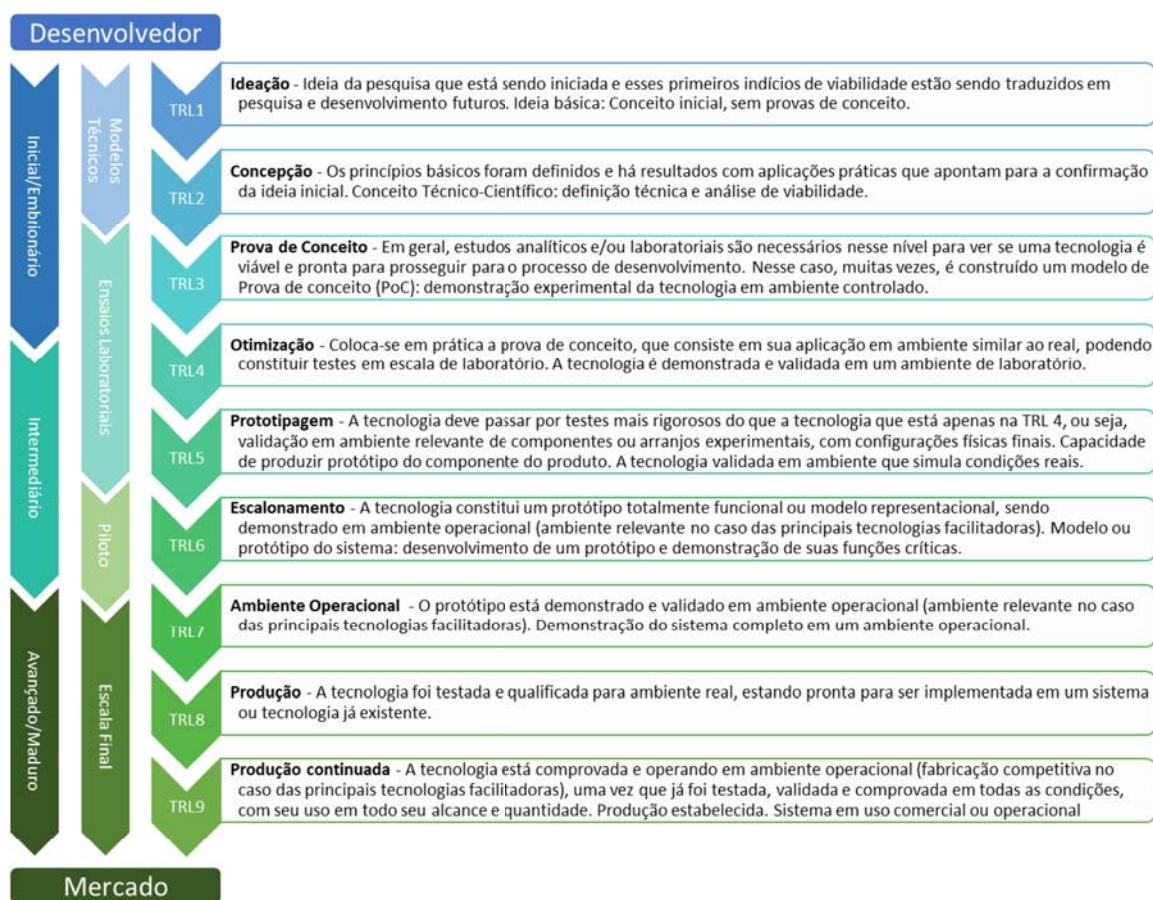 Desenvolvedor
Inicial/Embrionário
Intermediário
Avançado/Maduro
Modelos
Técnicos
Ensaios Laboratoriais
Piloto
Escala Final
TRL1
Ideação - Ideia da pesquisa que está sendo iniciada e esses primeiros indícios de viabilidade estão sendo traduzidos em
pesquisa e desenvolvimento futuros. Ideia básica: Conceito inicial, sem provas de conceito.
TRL2
Concepção - Os princípios básicos foram definidos e há resultados com aplicações práticas que apontam para a confirmação
da ideia inicial. Conceito Técnico-Científico: definição técnica e análise de viabilidade.
TRL3
Prova de Conceito - Em geral, estudos analíticos e/ou laboratoriais são necessários nesse nível para ver se uma tecnologia é
viável e pronta para prosseguir para o processo de desenvolvimento. Nesse caso, muitas vezes, é construído um modelo de
Prova de conceito (PoC): demonstração experimental da tecnologia em ambiente controlado.
TRL4
Otimização - Coloca-se em prática a prova de conceito, que consiste em sua aplicação em ambiente similar ao real, podendo
constituir testes em escala de laboratório. A tecnologia é demonstrada e validada em um ambiente de laboratório.
TRL5
Prototipagem - A tecnologia deve passar por testes mais rigorosos do que a tecnologia que está apenas na TRL 4, ou seja,
validação em ambiente relevante de componentes ou arranjos experimentais, com configurações físicas finais. Capacidade
de produzir protótipo do componente do produto. A tecnologia validada em ambiente que simula condições reais.
TRL6
Escalonamento - A tecnologia constitui um protótipo totalmente funcional ou modelo representacional, sendo
demonstrado em ambiente operacional (ambiente relevante no caso das principais tecnologias facilitadoras). Modelo ou
protótipo do sistema: desenvolvimento de um protótipo e demonstração de suas funções críticas.
TRL7
Ambiente Operacional - O protótipo está demonstrado e validado em ambiente operacional (ambiente relevante no caso
das principais tecnologias facilitadoras). Demonstração do sistema completo em um ambiente operacional.
TRL8
Produção - A tecnologia foi testada e qualificada para ambiente real, estando pronta para ser implementada em um sistema
ou tecnologia já existente.
TRL9
Produção continuada - A tecnologia está comprovada e operando em ambiente operacional (fabricação competitiva no
caso das principais tecnologias facilitadoras), uma vez que já foi testada, validada e comprovada em todas as condições,
com seu uso em todo seu alcance e quantidade. Produção estabelecida. Sistema em uso comercial ou operacional
Mercado